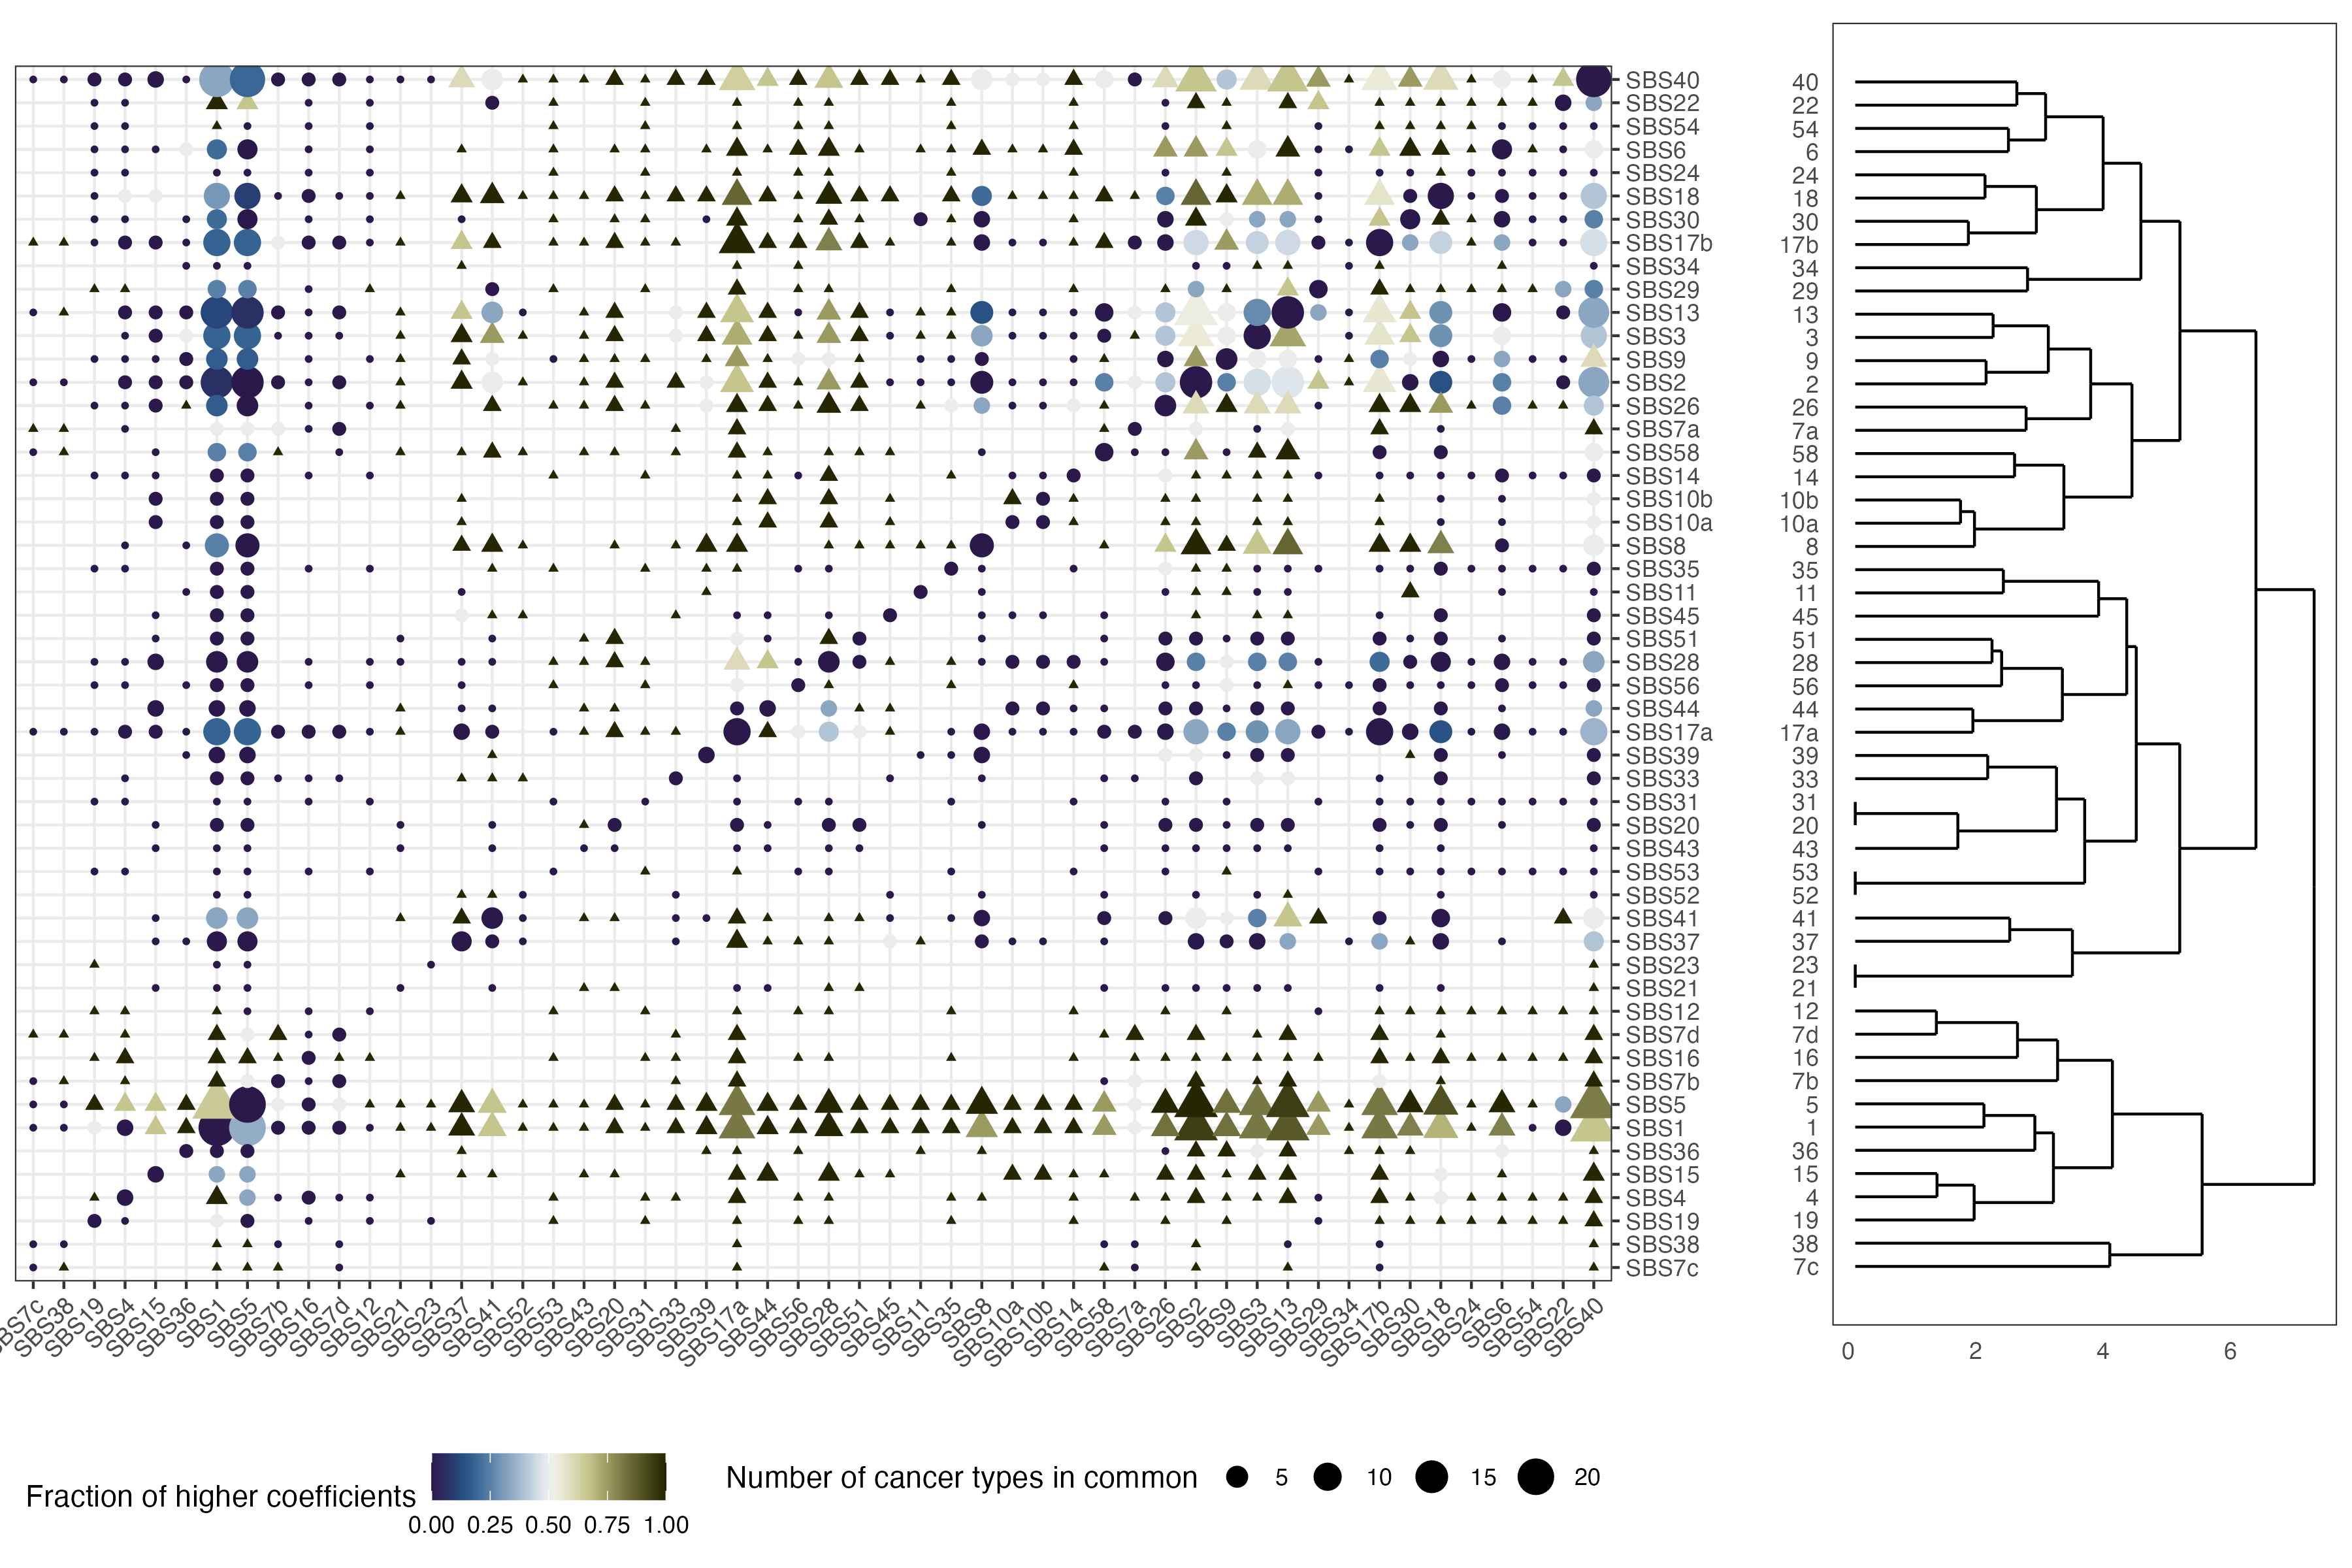 SBS40
SBS22
SBS54
SBS6
SBS24
SBS18
SBS30
SBS17b
SBS34
SBS29
SBS13
SBS3
SBS9
SBS2
SBS26
SBS7a
SBS58
SBS14
SBS10b
SBS10a
SBS8
SBS35
SBS11
SBS45
SBS51
SBS28
SBS56
SBS44
SBS17a
SBS39
SBS33
SBS31
SBS20
SBS43
SBS53
SBS52
SBS41
SBS37
SBS23
SBS21
SBS12
SBS7d
SBS16
SBS7b
SBS5
SBS1
SBS36
SBS15
SBS4
SBS19
SBS38
SBS7c
40
22
54
6
24
18
30
17b
34
29
13
3
9
2
26
7a
58
14
10b
10a
8
35
11
45
51
28
56
44
17a
39
33
31
20
43
53
52
41
37
23
21
12
7d
16
7b
5
1
36
15
4
19
38
7c
SBS7c
SBS38
SBS19
SBS4
SBS15
SBS36
SBS1
SBS5
SBS7b
SBS16
SBS7d
SBS12
SBS21
SBS23
SBS37
SBS41
SBS52
SBS53
SBS43
SBS20
SBS31
SBS33
SBS39
SBS17a
SBS44
SBS56
SBS28
SBS51
SBS45
SBS11
SBS35
SBS8
SBS10a
SBS10b
SBS14
SBS58
SBS7a
SBS26
SBS2
SBS9
SBS3
SBS13
SBS29
SBS34
SBS17b
SBS30
SBS18
SBS24
SBS6
SBS54
SBS22
SBS40
0 2 4 6
Fraction of higher coefficients
0.00 0.25 0.50 0.75 1.00
Number of cancer types in common 5 10 15 20